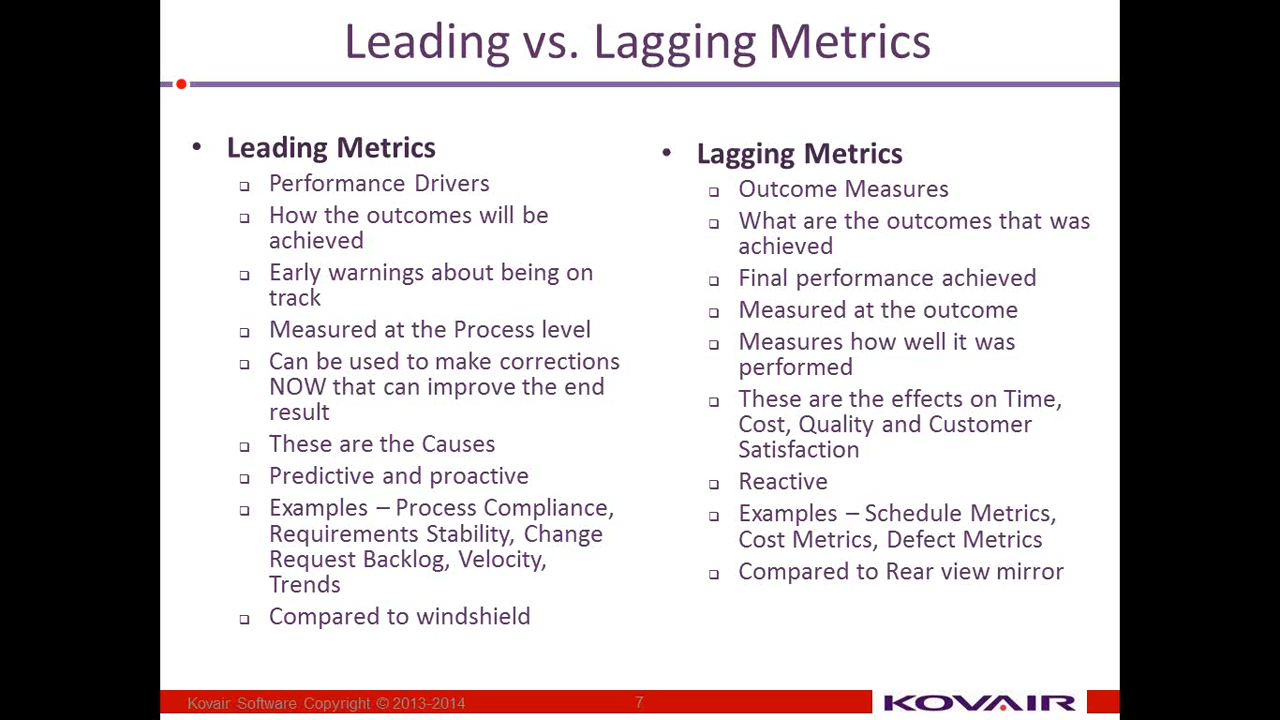 Leading vs. Lagging Metrics
• Leading Metrics
Performance Drivers
How the outcomes will be
achieved
Early warnings about being on
track
Measured at the Process level
Can be used to make corrections
NOW that can improve the end
result
These are the Causes
Predictive and proactive
Examples – Process Compliance,
Requirements Stability, Change
Request Backlog, Velocity,
Trends
Compared to windshield
• Lagging Metrics
Outcome Measures
What are the outcomes that was
achieved
Final performance achieved
Measured at the outcome
Measures how well it was
performed
These are the effects on Time,
Cost, Quality and Customer
Satisfaction
Reactive
Examples – Schedule Metrics,
Cost Metrics, Defect Metrics
Compared to Rear view mirror
Kovair Software Copyright © 2013-2014
7
KOVAIR